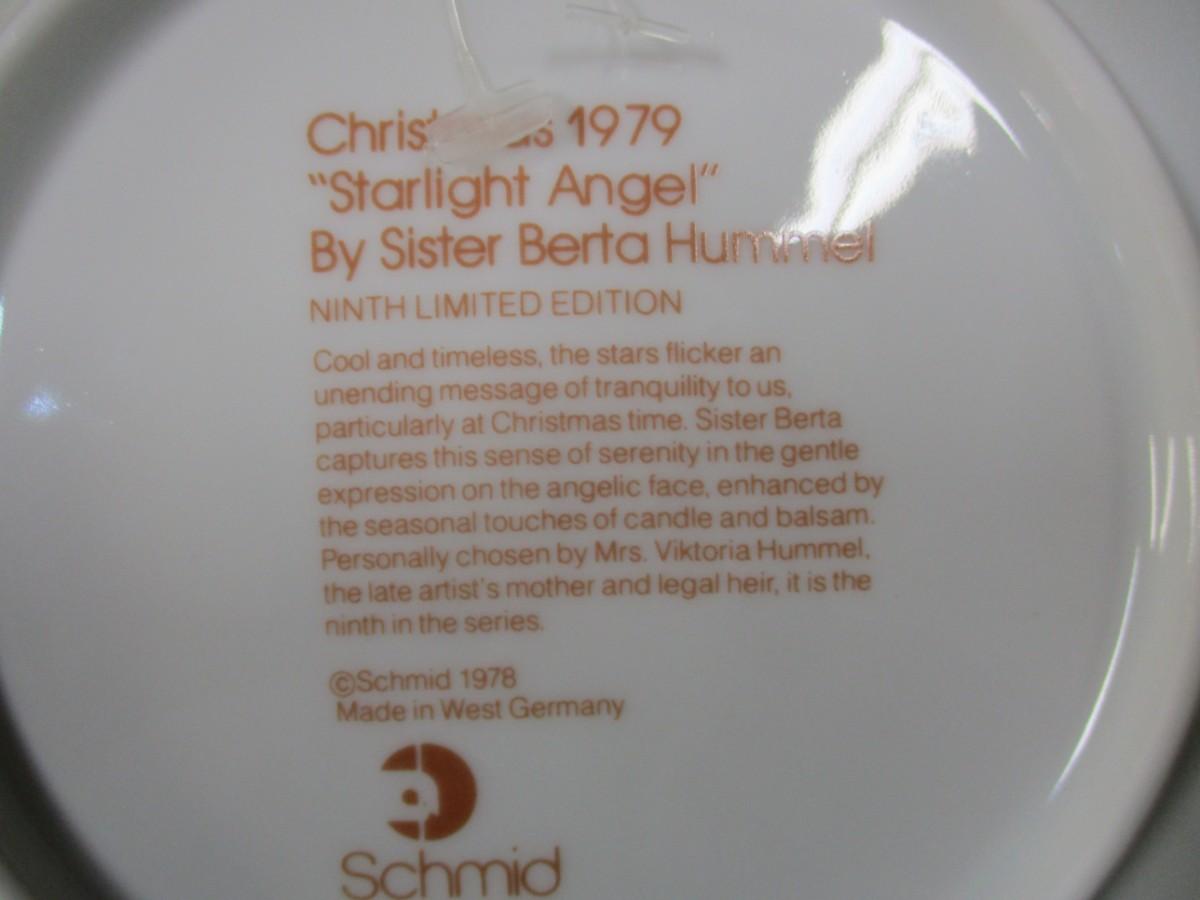 Christmas 1979
“Starlight Angel”
By Sister Berta Hummel
NINTH LIMITED EDITION
Cool and timeless, the stars flicker an
unending message of tranquility to us,
particularly at Christmas time. Sister Berta
captures this sense of serenity in the gentle
expression on the angelic face, enhanced by
the seasonal touches of candle and balsam.
Personally chosen by Mrs. Viktoria Hummel,
the late artist's mother and legal heir, it is the
ninth in the series.
©Schmid 1978
Made in West Germany
Schmid